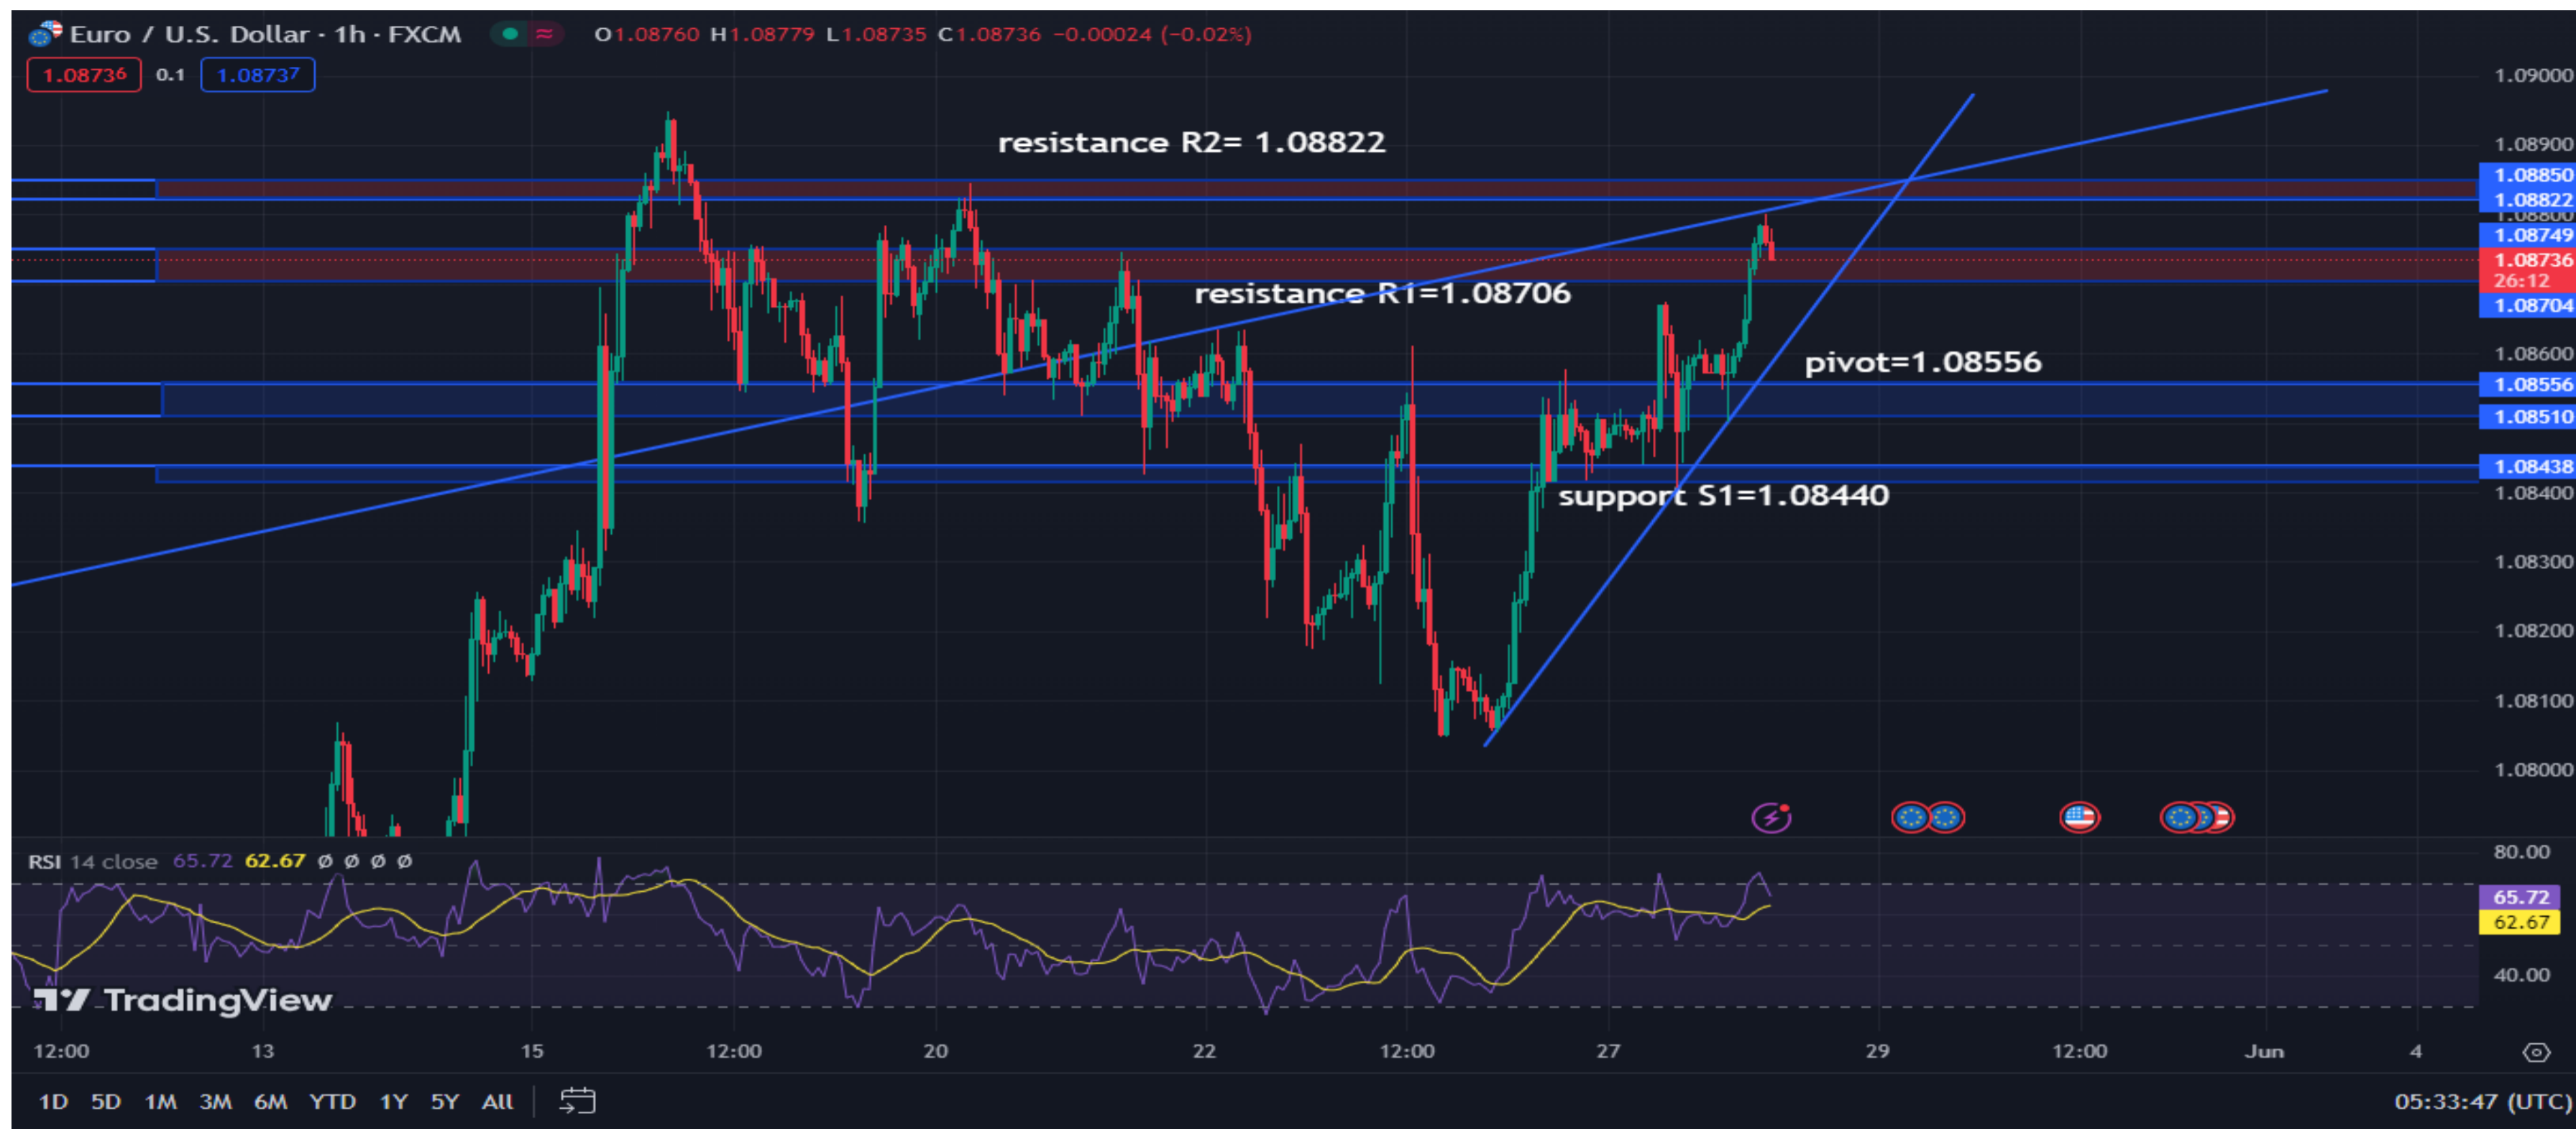 Euro / U.S. Dollar · 1h · FXCM O1.08760 H1.08779 L1.08735 C1.08736 −0.00024 (−0.02%)
1.08736 0.1 1.08737
resistance R2= 1.08822
resistance R1=1.08706
pivot=1.08556
support S1=1.08440
1.09000
1.08900
1.08850
1.08822
1.08800
1.08749
1.08736
26:12
1.08704
1.08600
1.08556
1.08510
1.08438
1.08400
1.08300
1.08200
1.08100
1.08000
RSI 14 close 65.72 62.67 Ø Ø Ø Ø
80.00
65.72
62.67
40.00
TradingView
12:00 13 15 12:00 20 22 12:00 27 29 12:00 Jun 4
1D 5D 1M 3M 6M YTD 1Y 5Y All 05:33:47 (UTC)